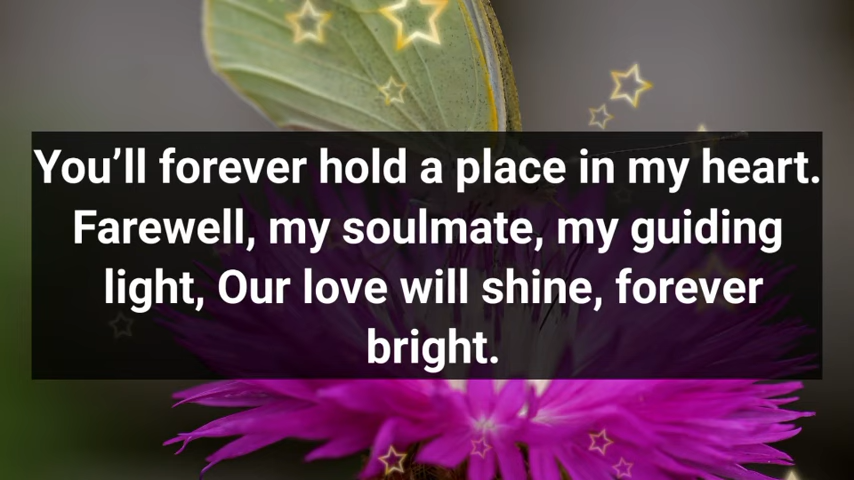 You’ll forever hold a place in my heart.
Farewell, my soulmate, my guiding
light, Our love will shine, forever
bright.